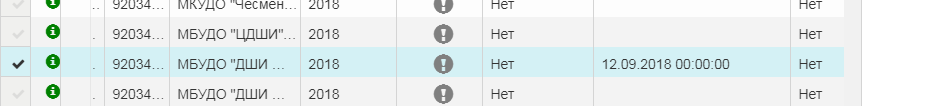 ... 92034... МКУДО "Чесмен... 2018 Нет Нет
... 92034... МБУДО "ЦДШИ"... 2018 Нет Нет
... 92034... МБУДО "ДШИ ... 2018 Нет 12.09.2018 00:00:00 Нет
... 92034... МБУДО "ДШИ ... 2018 Нет Нет